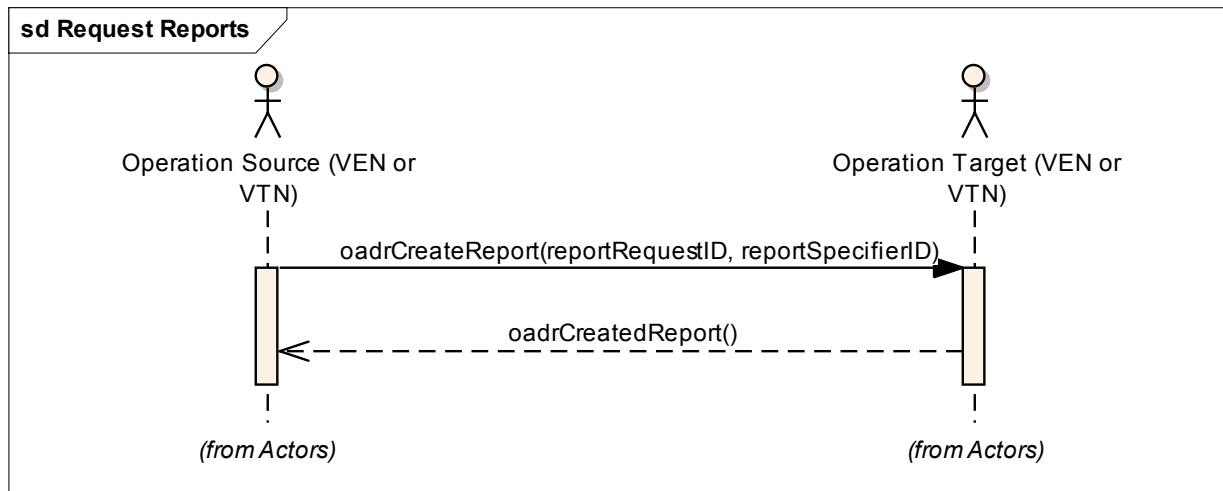 sd Request Reports
Operation Source (VEN or
VTN)
Operation Target (VEN or
VTN)
oadrCreateReport(reportRequestID, reportSpecifierID)
oadrCreatedReport()
(from Actors)
(from Actors)